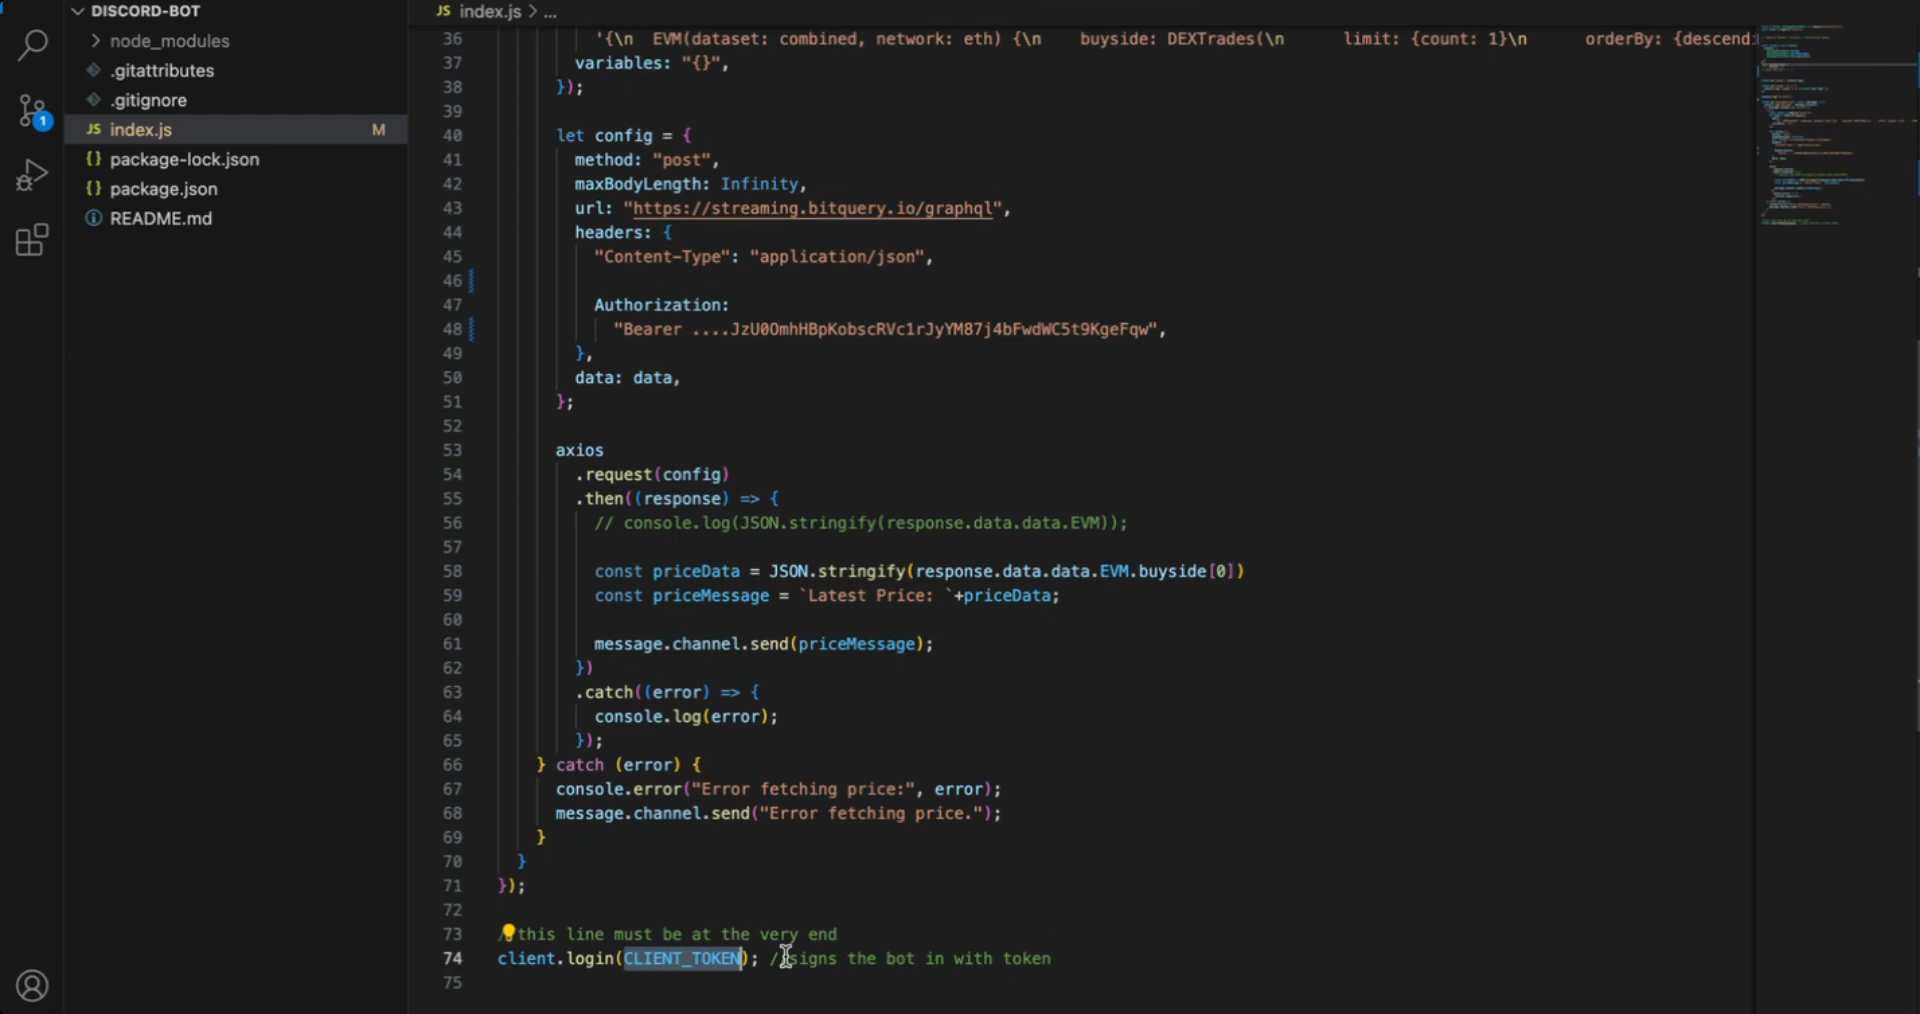 DISCORD-BOT
node_modules
.gitattributes
.gitignore
JS index.js M
{} package-lock.json
{} package.json
README.md
1
JS index.js > ...
36 '{\n  EVM(dataset: combined, network: eth) {\n    buyside: DEXTrades(\n      limit: {count: 1}\n      orderBy: {descendi
37 variables: "{}",
38 });
39
40 let config = {
41 method: "post",
42 maxBodyLength: Infinity,
43 url: "https://streaming.bitquery.io/graphql",
44 headers: {
45 "Content-Type": "application/json",
46
47 Authorization:
48 "Bearer ....JzU0OmhHBpKobscRVc1rJyYM87j4bFwdWC5t9KgeFqw",
49 },
50 data: data,
51 };
52
53 axios
54 .request(config)
55 .then((response) => {
56 // console.log(JSON.stringify(response.data.data.EVM));
57
58 const priceData = JSON.stringify(response.data.data.EVM.buyside[0])
59 const priceMessage = `Latest Price: `+priceData;
60
61 message.channel.send(priceMessage);
62 })
63 .catch((error) => {
64 console.log(error);
65 });
66 } catch (error) {
67 console.error("Error fetching price:", error);
68 message.channel.send("Error fetching price.");
69 }
70 }
71 });
72
73 /this line must be at the very end
74 client.login(CLIENT_TOKEN); //signs the bot in with token
75